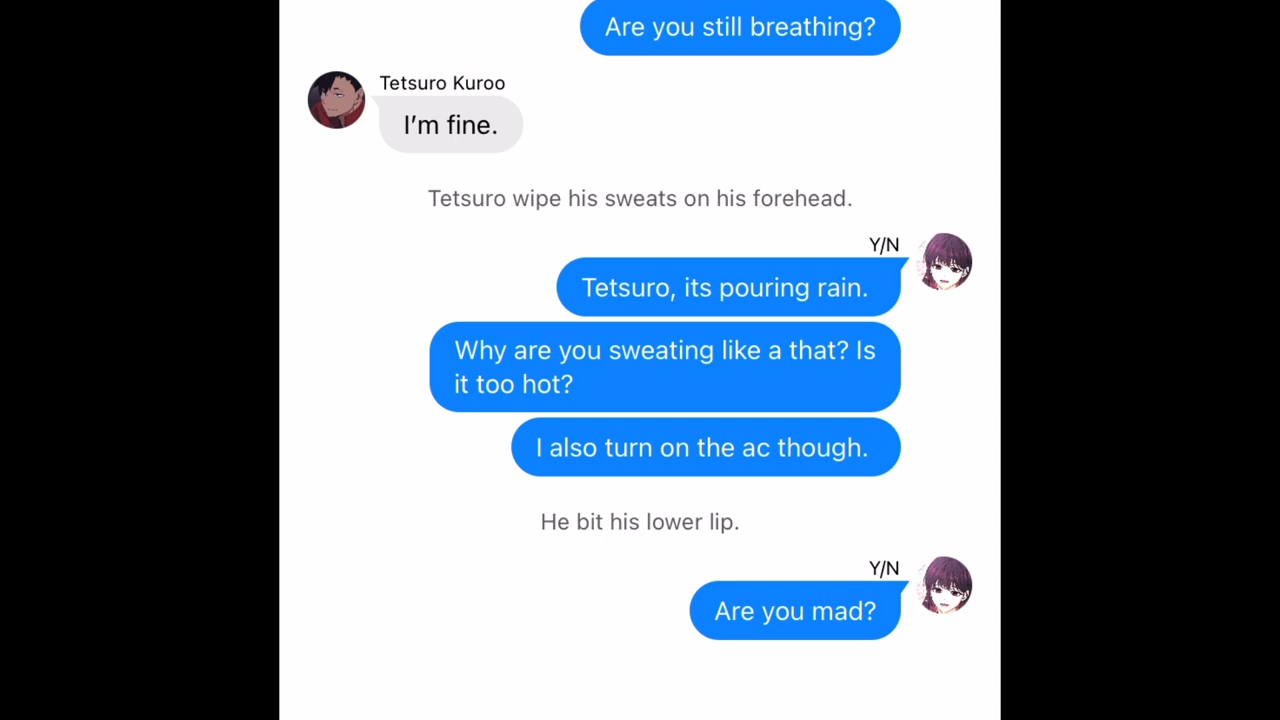 Are you still breathing?
Tetsuro Kuroo
I’m fine.
Tetsuro wipe his sweats on his forehead.
Y/N
Tetsuro, its pouring rain.
Why are you sweating like a that? Is
it too hot?
I also turn on the ac though.
He bit his lower lip.
Y/N
Are you mad?